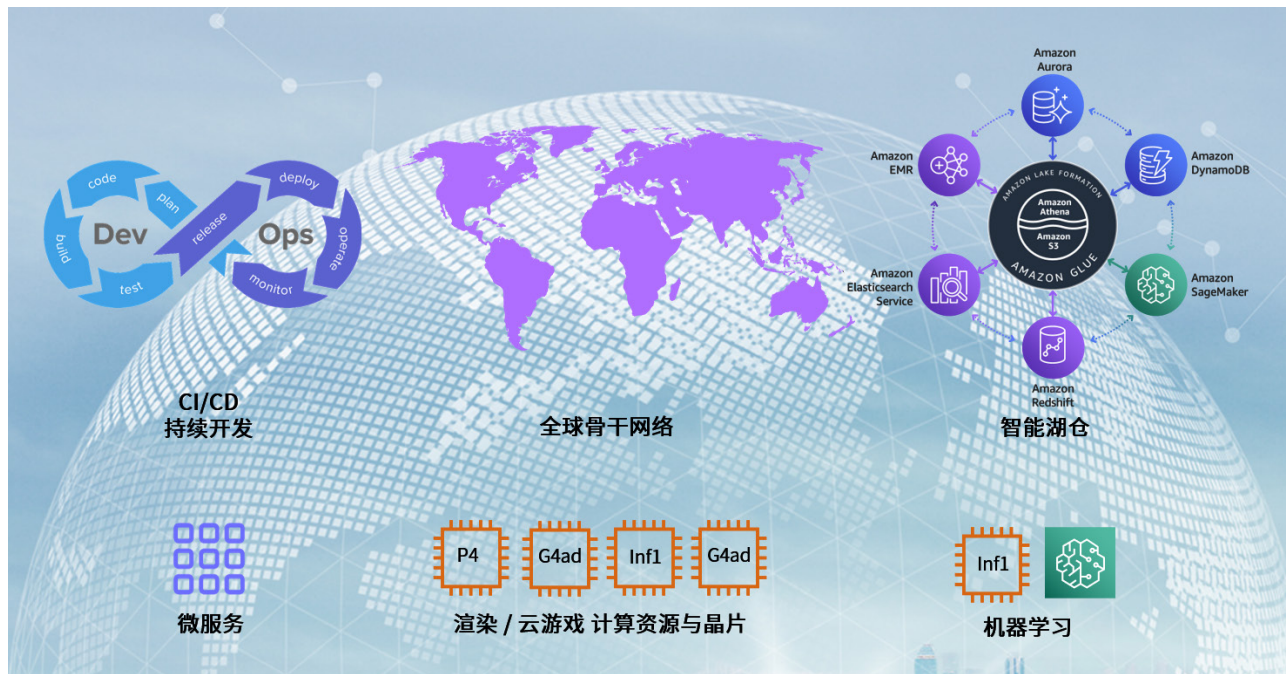 code
plan
build
Dev
test
release
deploy
Ops
operate
monitor
CI/CD
持续开发
全球骨干网络
Amazon
Aurora
Amazon
EMR
Amazon
DynamoDB
AMAZON LAKE FORMATION
Amazon
Athena
Amazon
S3
AMAZON GLUE
Amazon
Elasticsearch
Service
Amazon
SageMaker
Amazon
Redshift
智能湖仓
微服务
P4
G4ad
Inf1
G4ad
渲染 / 云游戏 计算资源与晶片
Inf1
机器学习